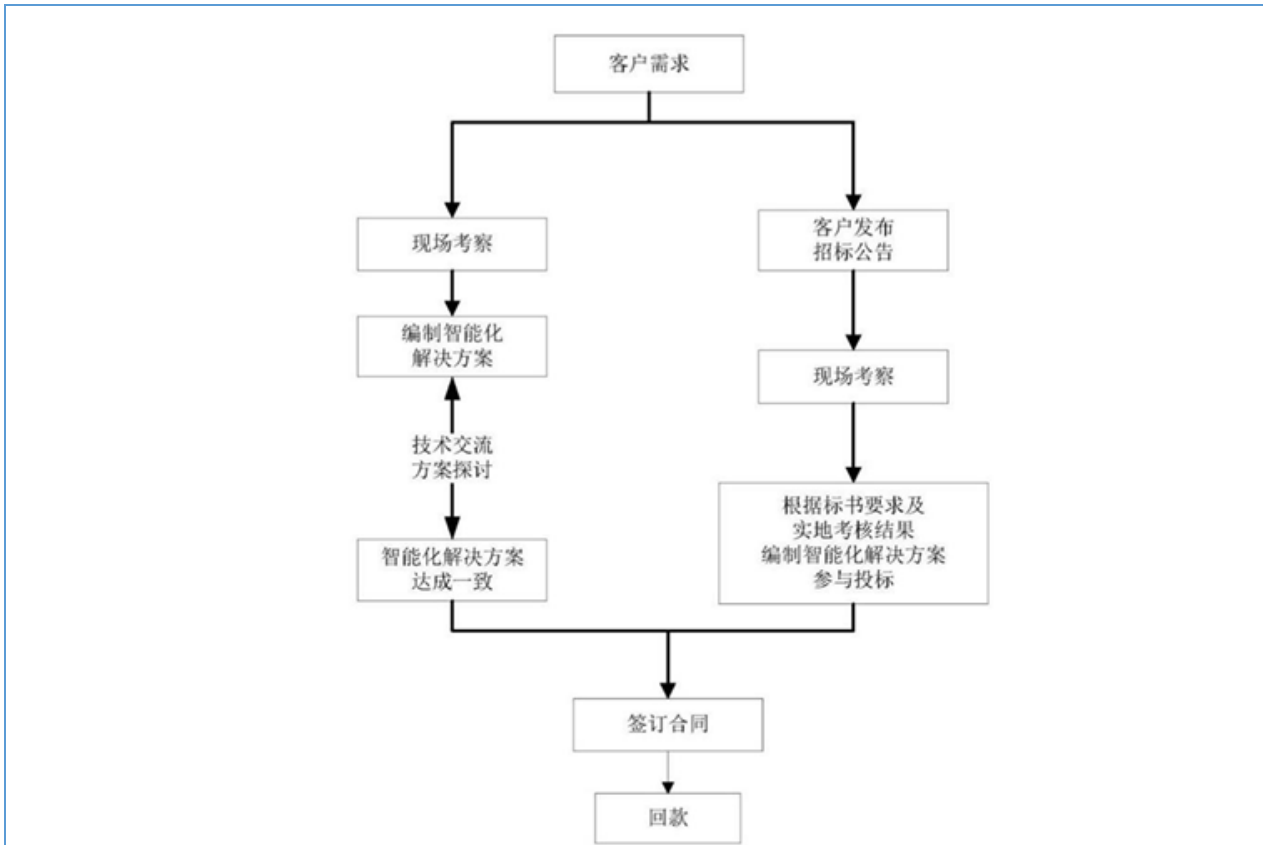 客户需求
现场考察
编制智能化
解决方案
技术交流
方案探讨
智能化解决方案
达成一致
客户发布
招标公告
现场考察
根据标书要求及
实地考核结果
编制智能化解决方案
参与投标
签订合同
回款